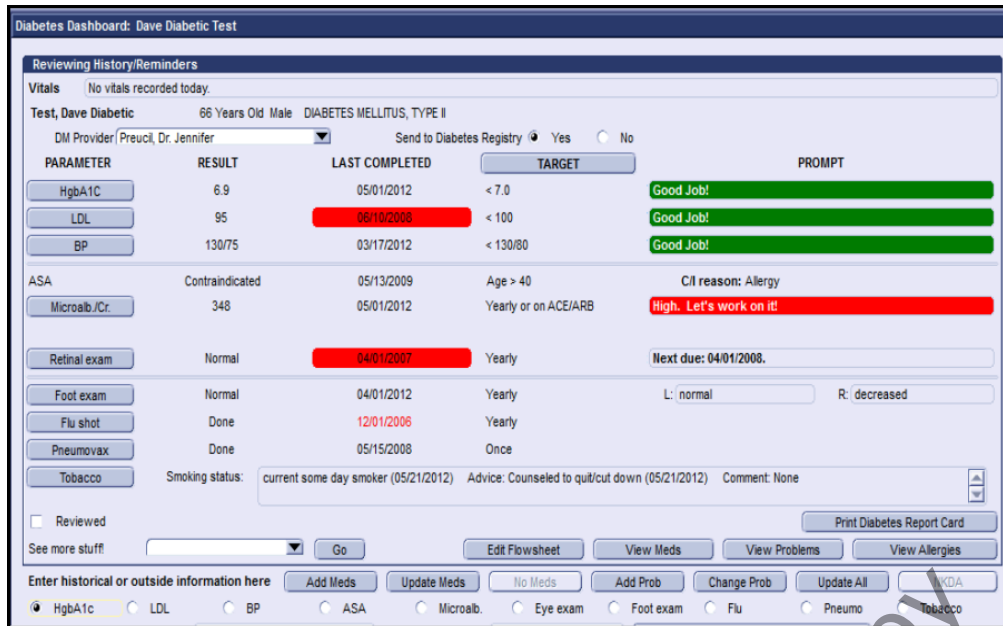 Diabetes Dashboard: Dave Diabetic Test
Reviewing History/Reminders
Vitals No vitals recorded today.
Test, Dave Diabetic 66 Years Old Male DIABETES MELLITUS, TYPE II
DM Provider Preucil, Dr. Jennifer Send to Diabetes Registry Yes No
PARAMETER RESULT LAST COMPLETED TARGET PROMPT
HgbA1C 6.9 05/01/2012 < 7.0 Good Job!
LDL 95 06/10/2008 < 100 Good Job!
BP 130/75 03/17/2012 < 130/80 Good Job!
ASA Contraindicated 05/13/2009 Age > 40 C/I reason: Allergy
Microalb./Cr. 348 05/01/2012 Yearly or on ACE/ARB High. Let's work on it!
Retinal exam Normal 04/01/2007 Yearly Next due: 04/01/2008.
Foot exam Normal 04/01/2012 Yearly L: normal R: decreased
Flu shot Done 12/01/2006 Yearly
Pneumovax Done 05/15/2008 Once
Tobacco Smoking status: current some day smoker (05/21/2012) Advice: Counseled to quit/cut down (05/21/2012) Comment: None
Reviewed Print Diabetes Report Card
See more stuff! Go Edit Flowsheet View Meds View Problems View Allergies
Enter historical or outside information here Add Meds Update Meds No Meds Add Prob Change Prob Update All NKDA
HgbA1c LDL BP ASA Microalb. Eye exam Foot exam Flu Pneumo Tobacco